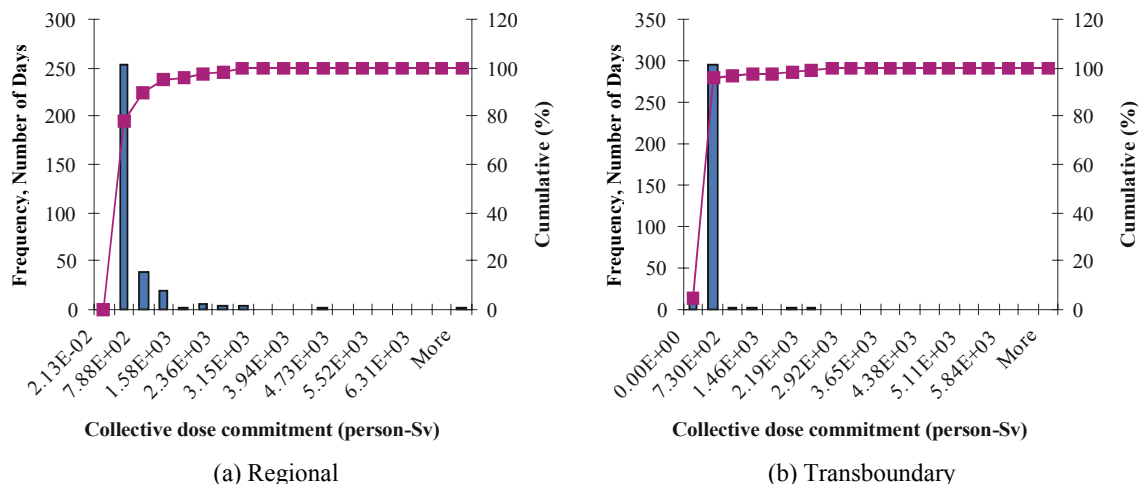 300
250
200
150
100
50
0
Frequency, Number of Days
120
100
80
60
40
20
0
Cumulative (%)
2.13E-02
7.88E+02
1.58E+03
2.36E+03
3.15E+03
3.94E+03
4.73E+03
5.52E+03
6.31E+03
More
Collective dose commitment (person-Sv)
(a) Regional
350
300
250
200
150
100
50
0
Frequency, Number of Days
120
100
80
60
40
20
0
Cumulative (%)
0.00E+00
7.30E+02
1.46E+03
2.19E+03
2.92E+03
3.65E+03
4.38E+03
5.11E+03
5.84E+03
More
Collective dose commitment (person-Sv)
(b) Transboundary